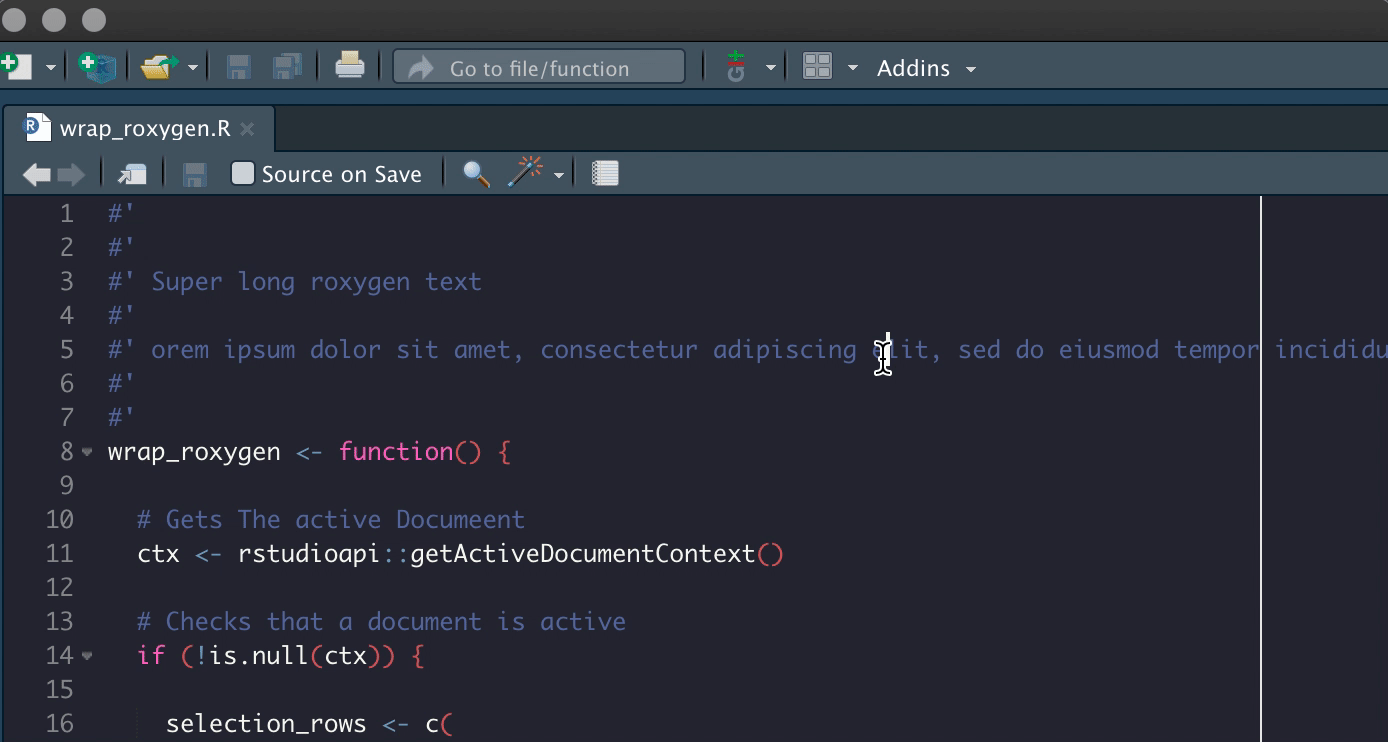 Go to file/function
Addins
wrap_roxygen.R
Source on Save
1 #'
2 #'
3 #' Super long roxygen text
4 #'
5 #' orem ipsum dolor sit amet, consectetur adipiscing elit, sed do eiusmod tempor incididu
6 #'
7 #'
8 wrap_roxygen <- function() {
9
10 # Gets The active Documeent
11 ctx <- rstudioapi::getActiveDocumentContext()
12
13 # Checks that a document is active
14 if (!is.null(ctx)) {
15
16 selection_rows <- c(